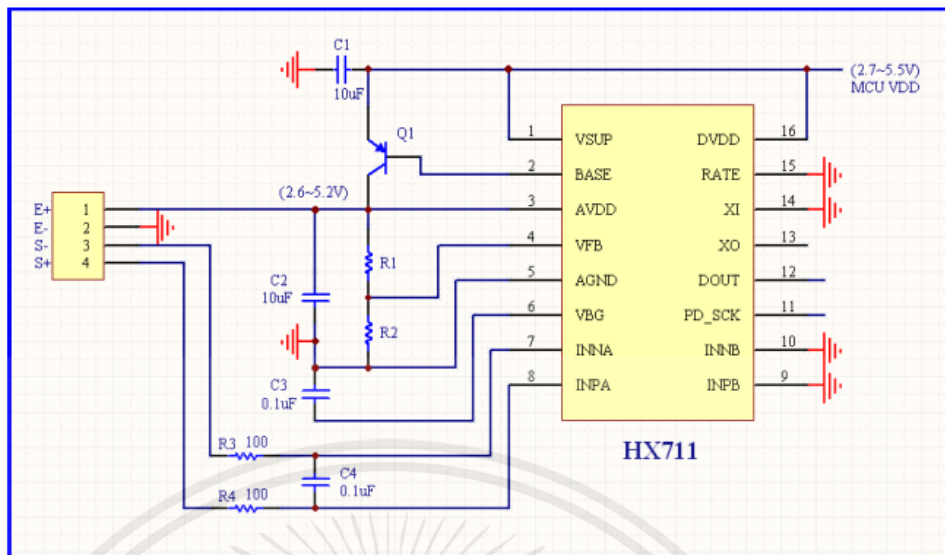 C1
10uF
(2.7~5.5V)
MCU VDD
Q1
1 VSUP DVDD 16
2 BASE RATE 15
(2.6~5.2V)
3 AVDD XI 14
4 VFB XO 13
5 AGND DOUT 12
6 VBG PD_SCK 11
7 INNA INNB 10
8 INPA INPB 9
HX711
E+ 1
E- 2
S- 3
S+ 4
R1
C2
10uF
R2
C3
0.1uF
R3 100
C4
0.1uF
R4 100